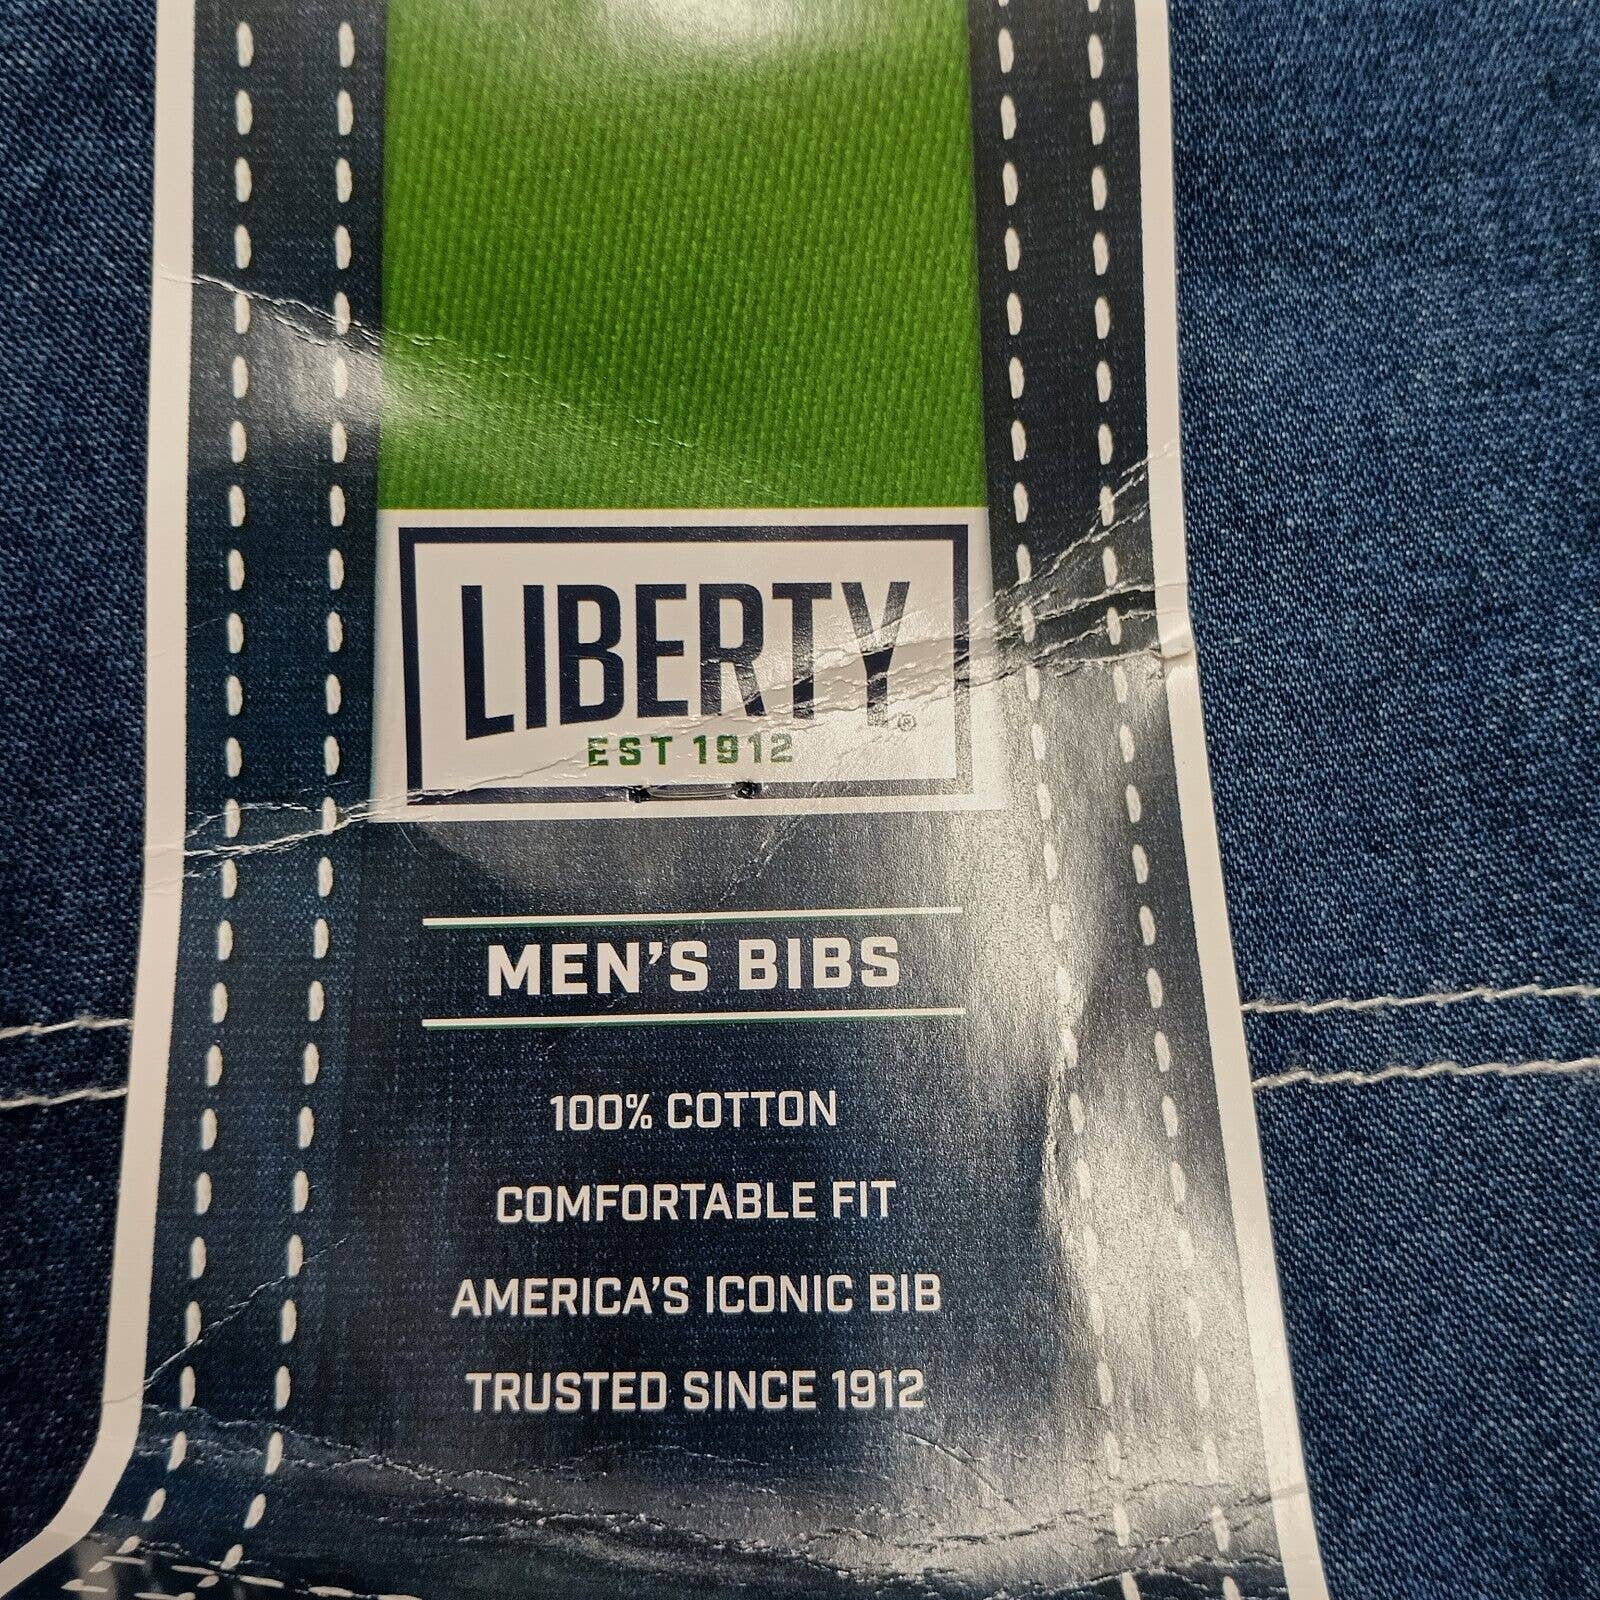 LIBERTY®
EST 1912
MEN'S BIBS
100% COTTON
COMFORTABLE FIT
AMERICA'S ICONIC BIB
TRUSTED SINCE 1912